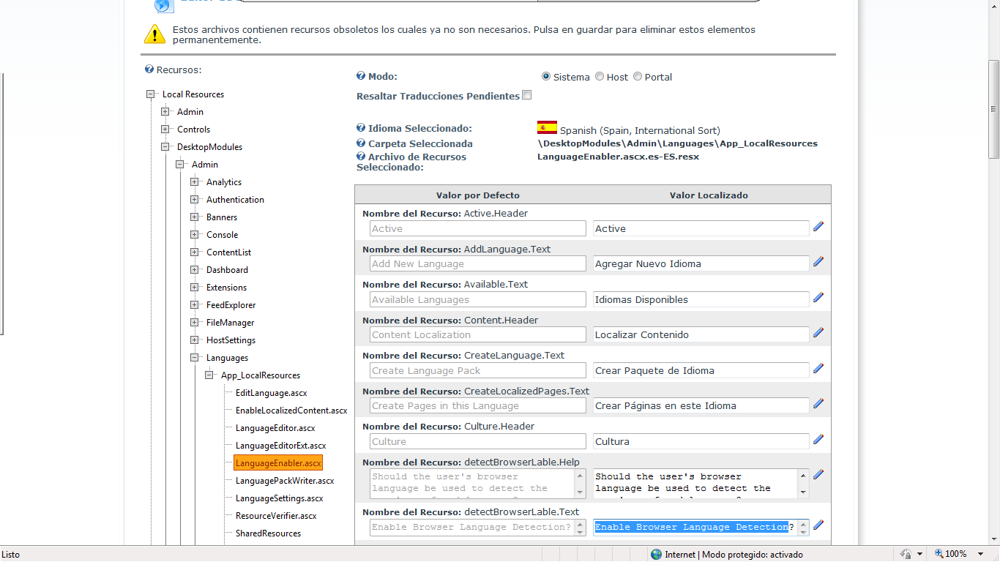 Estos archivos contienen recursos obsoletos los cuales ya no son necesarios. Pulsa en guardar para eliminar estos elementos
permanentemente.
Recursos:
Local Resources
Admin
Controls
DesktopModules
Admin
Analytics
Authentication
Banners
Console
ContentList
Dashboard
Extensions
FeedExplorer
FileManager
HostSettings
Languages
App_LocalResources
EditLanguage.ascx
EnableLocalizedContent.ascx
LanguageEditor.ascx
LanguageEditorExt.ascx
LanguageEnabler.ascx
LanguagePackWriter.ascx
LanguageSettings.ascx
ResourceVerifier.ascx
SharedResources
Modo: Sistema Host Portal
Resaltar Traducciones Pendientes
Idioma Seleccionado: Spanish (Spain, International Sort)
Carpeta Seleccionada \DesktopModules\Admin\Languages\App_LocalResources
Archivo de Recursos LanguageEnabler.ascx.es-ES.resx
Seleccionado:
Valor por Defecto Valor Localizado
Nombre del Recurso: Active.Header
Active Active
Nombre del Recurso: AddLanguage.Text
Add New Language Agregar Nuevo Idioma
Nombre del Recurso: Available.Text
Available Languages Idiomas Disponibles
Nombre del Recurso: Content.Header
Content Localization Localizar Contenido
Nombre del Recurso: CreateLanguage.Text
Create Language Pack Crear Paquete de Idioma
Nombre del Recurso: CreateLocalizedPages.Text
Create Pages in this Language Crear Páginas en este Idioma
Nombre del Recurso: Culture.Header
Culture Cultura
Nombre del Recurso: detectBrowserLable.Help
Should the user's browser Should the user's browser
language be used to detect the language be used to detect the
Nombre del Recurso: detectBrowserLable.Text
Enable Browser Language Detection? Enable Browser Language Detection?
Listo Internet | Modo protegido: activado 100%